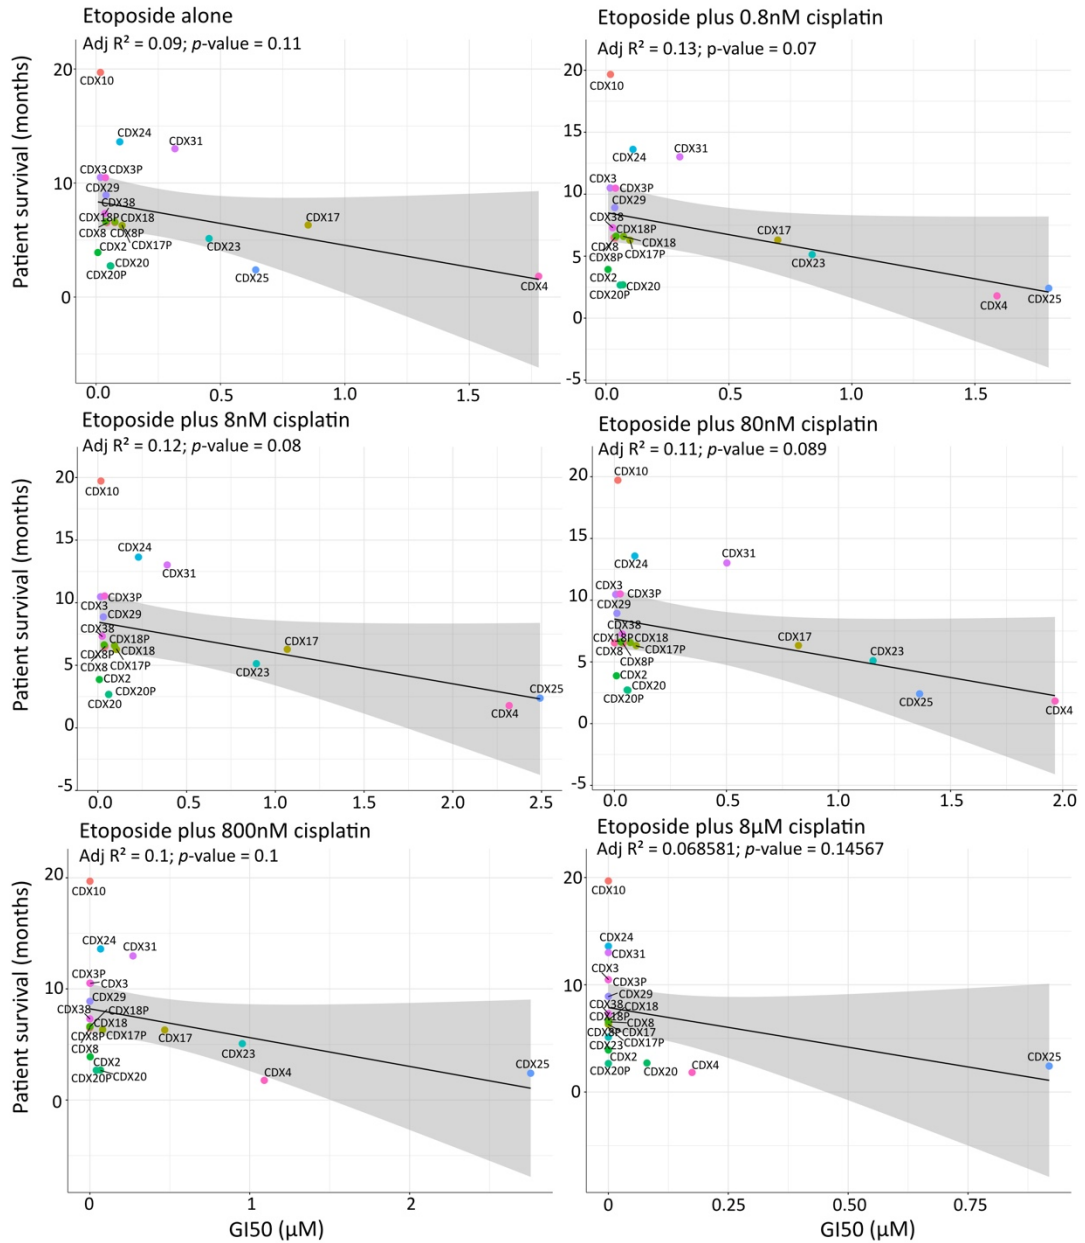 Etoposide alone
Adj R² = 0.09; p-value = 0.11
Patient survival (months)
20
10
0
CDX10
CDX24
CDX31
CDX3 CDX3P
CDX29
CDX38
CDX18P CDX18
CDX8 CDX8P
CDX17P
CDX2
CDX20
CDX20P
CDX23
CDX25
CDX17
CDX4
0.0 0.5 1.0 1.5
Etoposide plus 0.8nM cisplatin
Adj R² = 0.13; p-value = 0.07
20
15
10
5
0
-5
CDX10
CDX24
CDX31
CDX3
CDX3P
CDX29
CDX38
CDX18P
CDX8 CDX18
CDX8P CDX17P
CDX2
CDX20P CDX20
CDX17
CDX23
CDX4
CDX25
0.0 0.5 1.0 1.5
Etoposide plus 8nM cisplatin
Adj R² = 0.12; p-value = 0.08
Patient survival (months)
20
15
10
5
0
-5
CDX10
CDX24
CDX31
CDX3P
CDX3
CDX29
CDX38
CDX18P
CDX8P CDX18
CDX8 CDX17P
CDX2
CDX20P
CDX20
CDX17
CDX23
CDX4
CDX25
0.0 0.5 1.0 1.5 2.0 2.5
Etoposide plus 80nM cisplatin
Adj R² = 0.11; p-value = 0.089
20
15
10
5
0
-5
CDX10
CDX24
CDX31
CDX3 CDX3P
CDX29
CDX38
CDX18P CDX18
CDX8 CDX17P
CDX8P
CDX2
CDX20
CDX20P
CDX17
CDX23
CDX25
CDX4
0.0 0.5 1.0 1.5 2.0
Etoposide plus 800nM cisplatin
Adj R² = 0.1; p-value = 0.1
Patient survival (months)
20
10
0
CDX10
CDX24
CDX31
CDX3P
CDX3
CDX29
CDX38 CDX18P
CDX18
CDX8P CDX17P
CDX8
CDX2
CDX20P CDX20
CDX17
CDX23
CDX4
CDX25
0 1 2
GI50 (μM)
Etoposide plus 8μM cisplatin
Adj R² = 0.068581; p-value = 0.14567
20
10
0
CDX10
CDX24
CDX31
CDX3
CDX3P
CDX29
CDX38 CDX18
CDX18P CDX8
CDX8P CDX17
CDX23 CDX17P
CDX2
CDX20P CDX20
CDX4
CDX25
0 0.25 0.50 0.75
GI50 (μM)